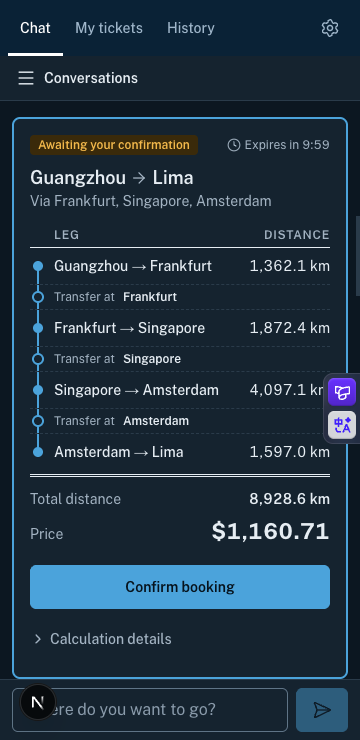 Chat My tickets History
Conversations
Awaiting your confirmation Expires in 9:59
Guangzhou → Lima
Via Frankfurt, Singapore, Amsterdam
LEG DISTANCE
Guangzhou → Frankfurt 1,362.1 km
Transfer at Frankfurt
Frankfurt → Singapore 1,872.4 km
Transfer at Singapore
Singapore → Amsterdam 4,097.1
Transfer at Amsterdam
Amsterdam → Lima 1,597.0 km
Total distance 8,928.6 km
Price $1,160.71
Confirm booking
Calculation details
N do you want to go?
中A